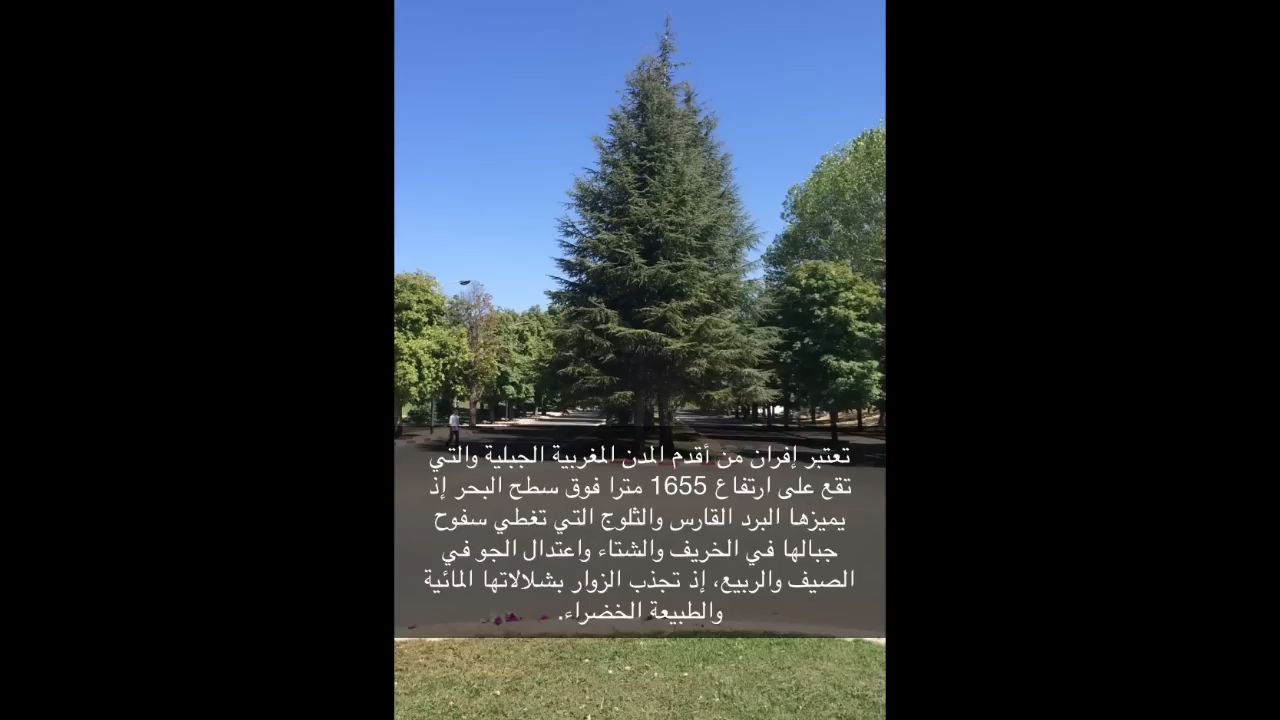 تعتبر إفران من أقدم المدن المغربية الجبلية والتي
تقع على ارتفاع 1655 مترا فوق سطح البحر إذ
يميزها البرد القارس والثلوج التي تغطي سفوح
جبالها في الخريف والشتاء واعتدال الجو في
الصيف والربيع، إذ تجذب الزوار بشلالاتها المائية
والطبيعة الخضراء.